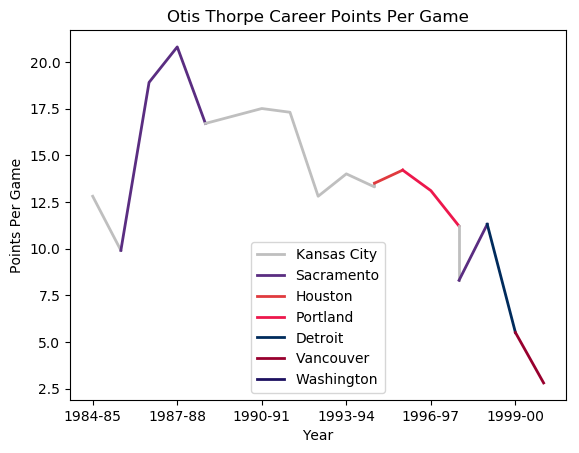 Otis Thorpe Career Points Per Game
Points Per Game
20.0
17.5
15.0
12.5
10.0
7.5
5.0
2.5
Kansas City
Sacramento
Houston
Portland
Detroit
Vancouver
Washington
1984-85 1987-88 1990-91 1993-94 1996-97 1999-00
Year